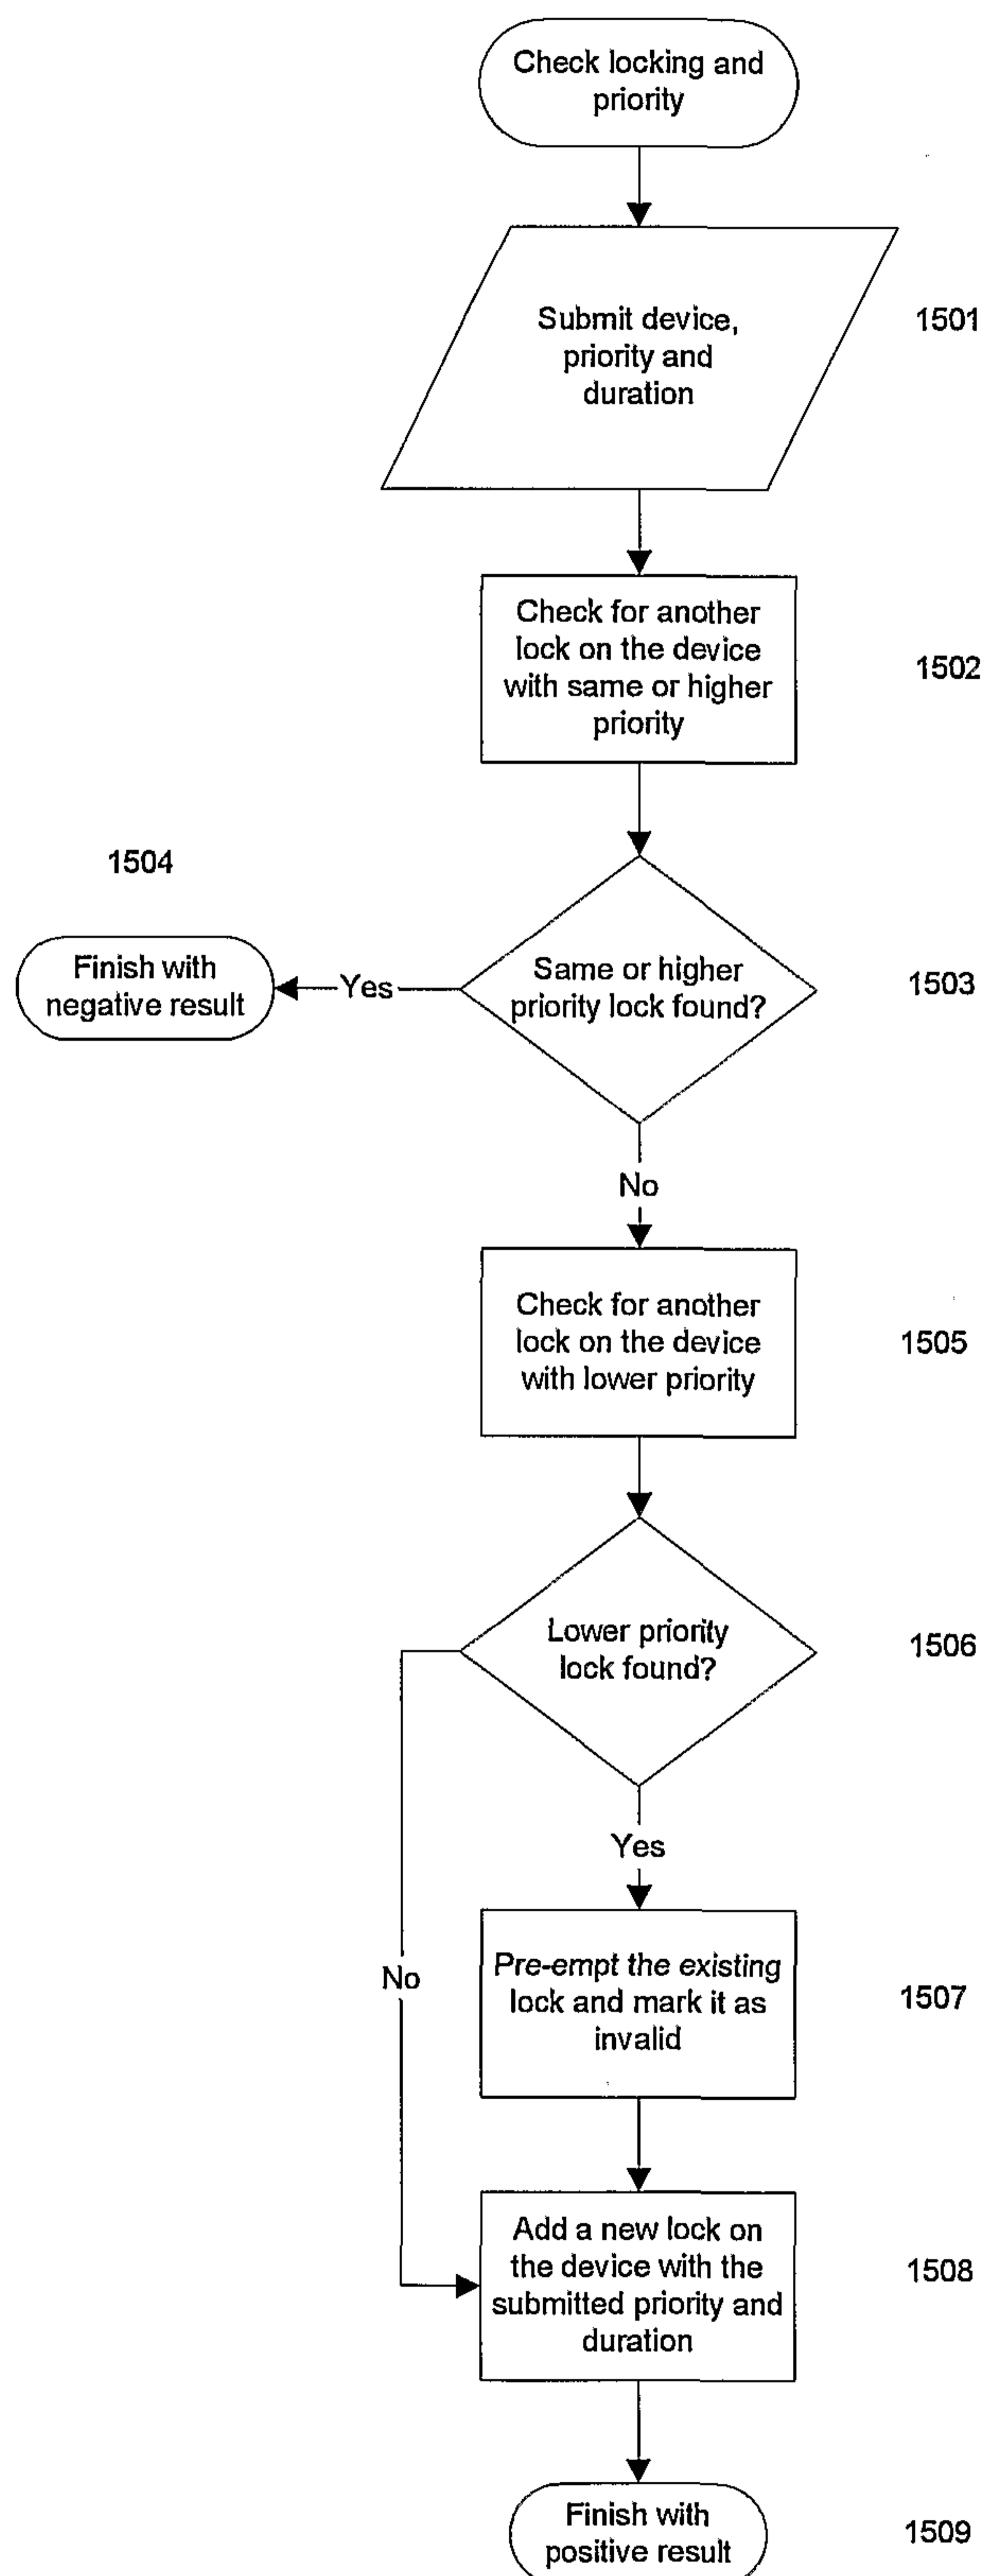 Check locking and
priority
Submit device,
priority and
duration
1501
Check for another
lock on the device
with same or higher
priority
1502
1504
Finish with
negative result
Yes
Same or higher
priority lock found?
1503
No
Check for another
lock on the device
with lower priority
1505
Lower priority
lock found?
1506
Yes
No
Pre-empt the existing
lock and mark it as
invalid
1507
Add a new lock on
the device with the
submitted priority and
duration
1508
Finish with
positive result
1509